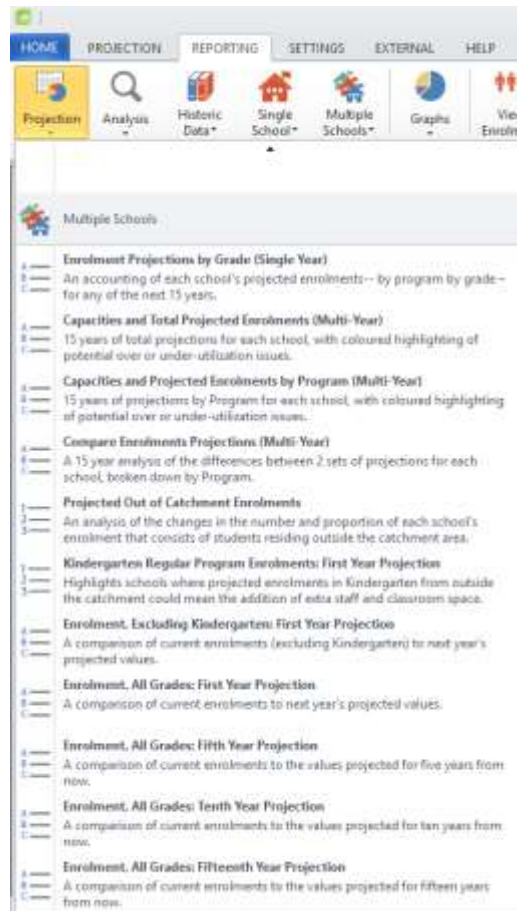 HOME PROJECTION REPORTING SETTINGS EXTERNAL HELP
Projection Analysis Historic Data Single School Multiple Schools Graphs
Multiple Schools
Enrolment Projections by Grade (Single Year)
An accounting of each school's projected enrolments-- by program by grade--
for any of the next 15 years.
Capacities and Total Projected Enrolments (Multi-Year)
15 years of total projections for each school, with coloured highlighting of
potential over or under-utilization issues.
Capacities and Projected Enrolments by Program (Multi-Year)
15 years of projections by Program for each school, with coloured highlighting
of potential over or under-utilization issues.
Compare Enrolments Projections (Multi-Year)
A 15 year analysis of the differences between 2 sets of projections for each
school, broken down by Program.
Projected Out of Catchment Enrolments
An analysis of the changes in the number and proportion of each school's
enrolment that consists of students residing outside the catchment area.
Kindergarten Regular Program Enrolments: First Year Projection
Highlights schools where projected enrolments in Kindergarten from outside
the catchment could mean the addition of extra staff and classroom space.
Enrolment, Excluding Kindergarten: First Year Projection
A comparison of current enrolments (excluding Kindergarten) to next year's
projected values.
Enrolment, All Grades: First Year Projection
A comparison of current enrolments to next year's projected values.
Enrolment, All Grades: Fifth Year Projection
A comparison of current enrolments to the values projected for five years from
now.
Enrolment, All Grades: Tenth Year Projection
A comparison of current enrolments to the values projected for ten years from
now.
Enrolment, All Grades: Fifteenth Year Projection
A comparison of current enrolments to the values projected for fifteen years
from now.